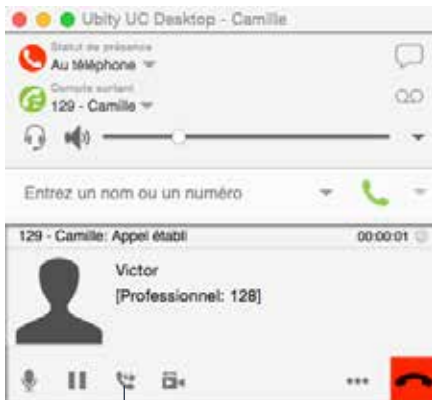 Ubity UC Desktop - Camille
Statut de présence
Au téléphone
Compte sortant
129 - Camille
Entrez un nom ou un numéro
129 - Camille: Appel établi 00:00:01
Victor
[Professionnel: 128]